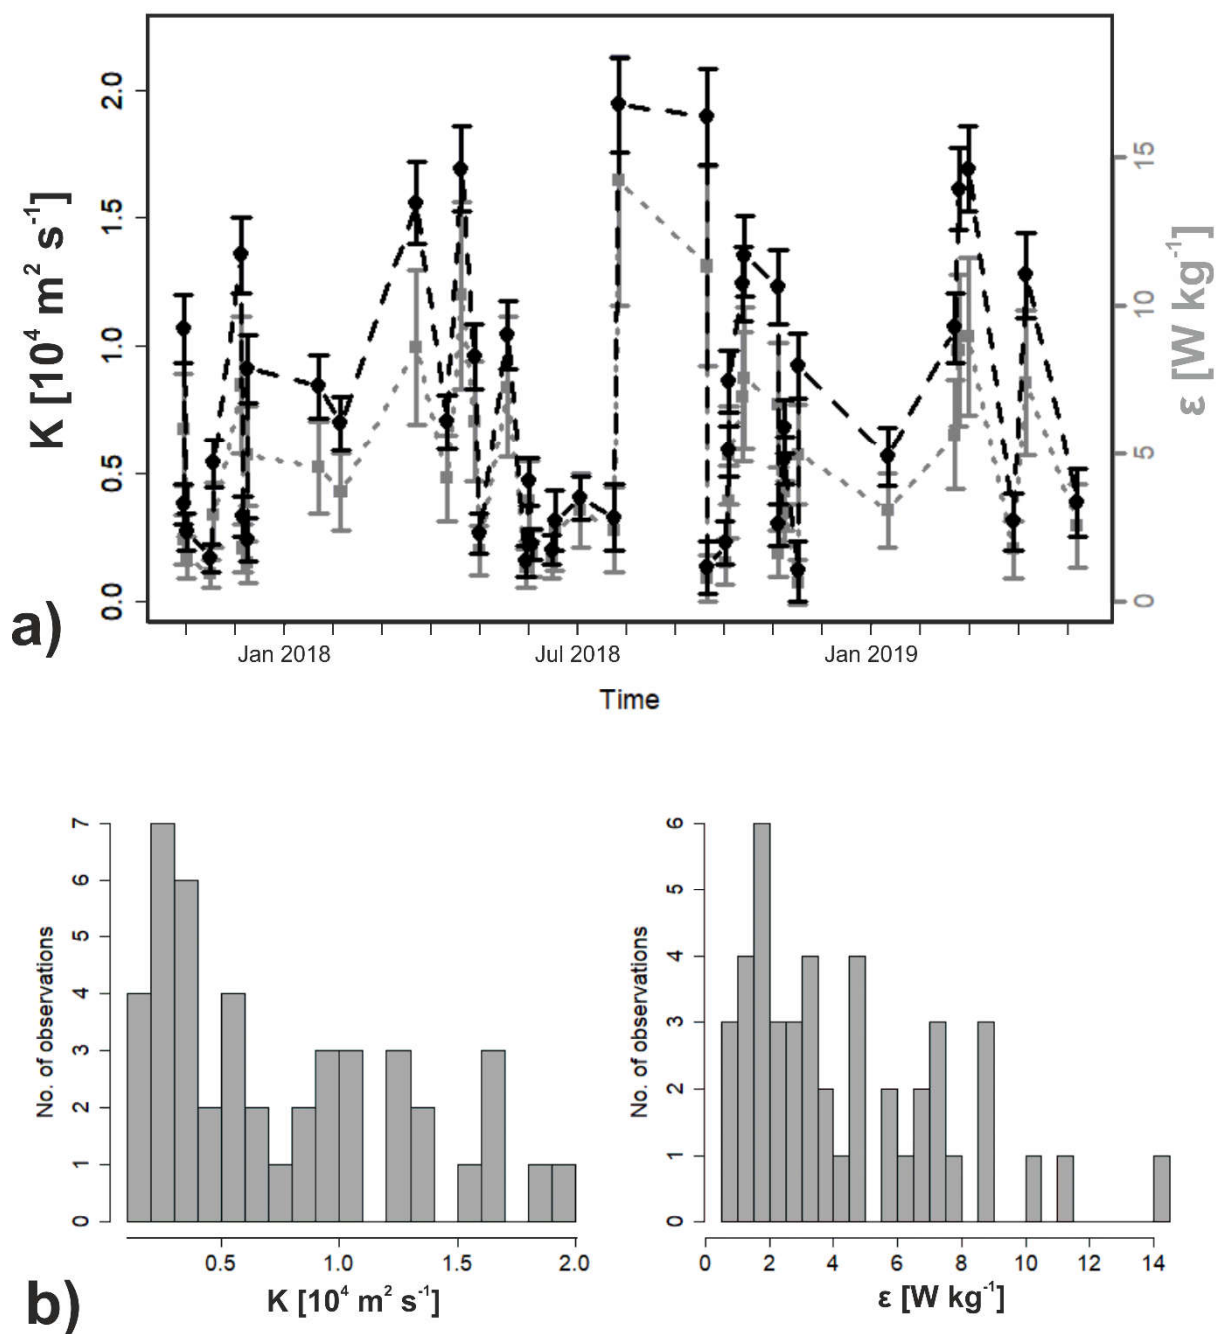 K [10⁴ m² s⁻¹]
0.0 0.5 1.0 1.5 2.0
0 5 10 15
ε [W kg⁻¹]
a)
Jan 2018 Jul 2018 Jan 2019
Time
No. of observations
0 1 2 3 4 5 6 7
0.5 1.0 1.5 2.0
K [10⁴ m² s⁻¹]
No. of observations
0 1 2 3 4 5 6
0 2 4 6 8 10 12 14
ε [W kg⁻¹]
b)